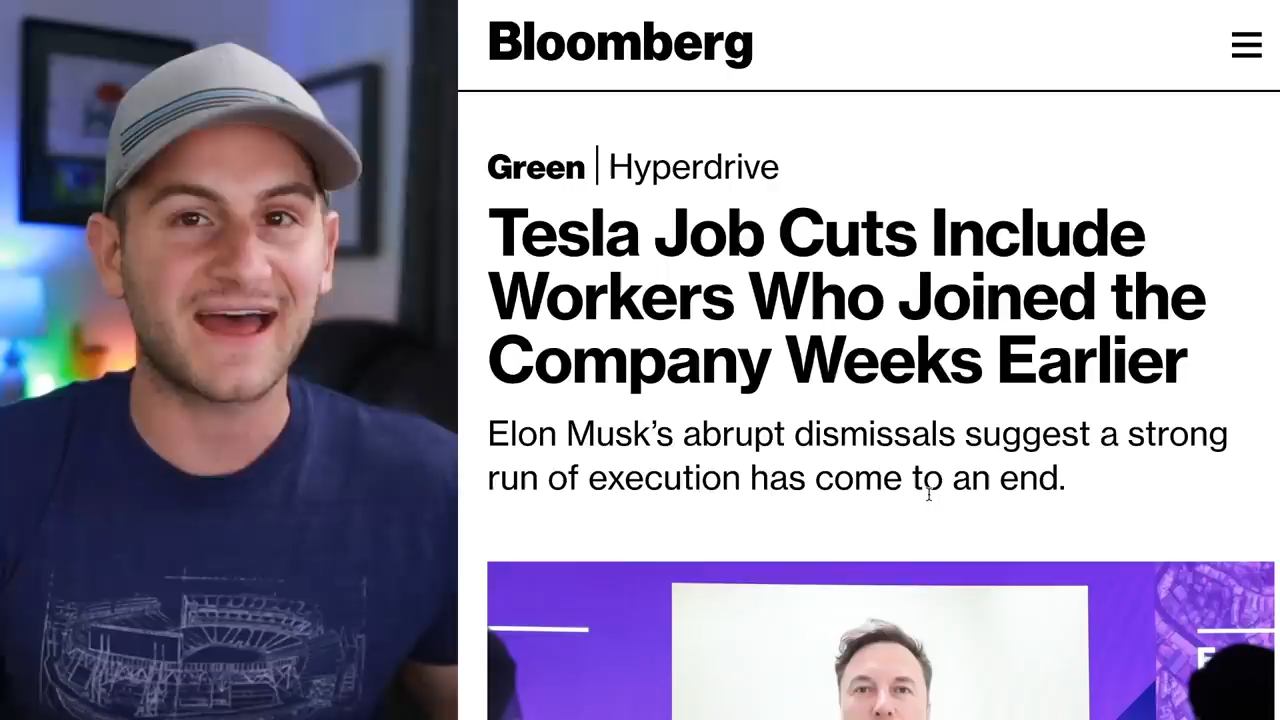 Bloomberg
Green | Hyperdrive
Tesla Job Cuts Include
Workers Who Joined the
Company Weeks Earlier
Elon Musk’s abrupt dismissals suggest a strong
run of execution has come to an end.